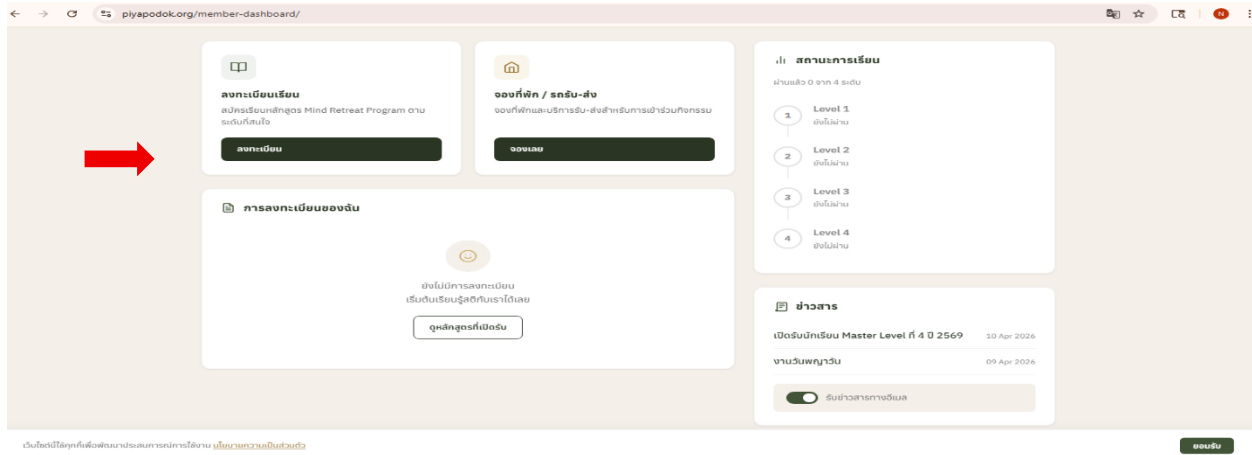 piyapodok.org/member-dashboard/
N
ลงทะเบียนเรียน
สมัครเรียนหลักสูตร Mind Retreat Program ตาม
ระดับที่สนใจ
ลงทะเบียน
จองที่พัก / รถรับ-ส่ง
จองที่พักและบริการรับ-ส่งสำหรับการเข้าร่วมกิจกรรม
จองเลย
การลงทะเบียนของฉัน
ยังไม่มีการลงทะเบียน
เริ่มต้นเรียนรู้สติกับเราได้เลย
ดูหลักสูตรที่เปิดรับ
สถานะการเรียน
ผ่านแล้ว 0 จาก 4 ระดับ
1 Level 1
ยังไม่ผ่าน
2 Level 2
ยังไม่ผ่าน
3 Level 3
ยังไม่ผ่าน
4 Level 4
ยังไม่ผ่าน
ข่าวสาร
เปิดรับนักเรียน Master Level ที่ 4 ปี 2569 10 Apr 2026
งานวันพญาวัน 09 Apr 2026
รับข่าวสารทางอีเมล
เว็บไซต์นี้ใช้คุกกี้เพื่อพัฒนาประสบการณ์การใช้งาน นโยบายความเป็นส่วนตัว
ยอมรับ